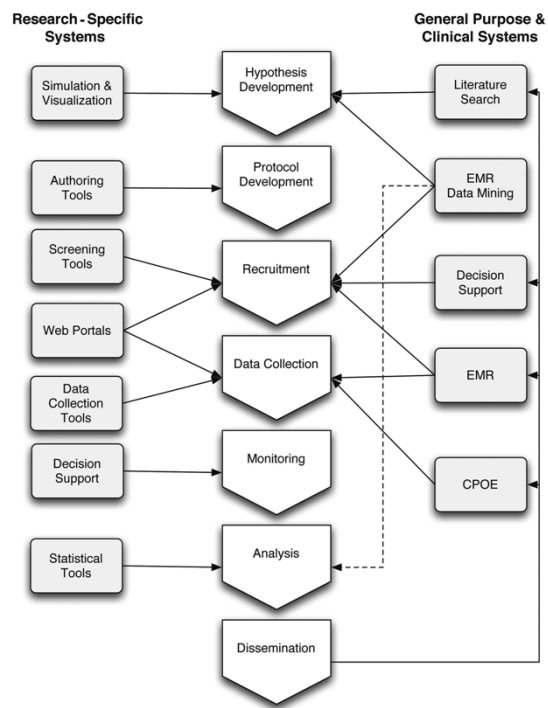 Research-Specific
Systems
General Purpose &
Clinical Systems
Simulation &
Visualization
Hypothesis
Development
Literature
Search
Authoring
Tools
Protocol
Development
EMR
Data Mining
Screening
Tools
Recruitment
Decision
Support
Web Portals
Data Collection
EMR
Data
Collection
Tools
Decision
Support
Monitoring
CPOE
Statistical
Tools
Analysis
Dissemination